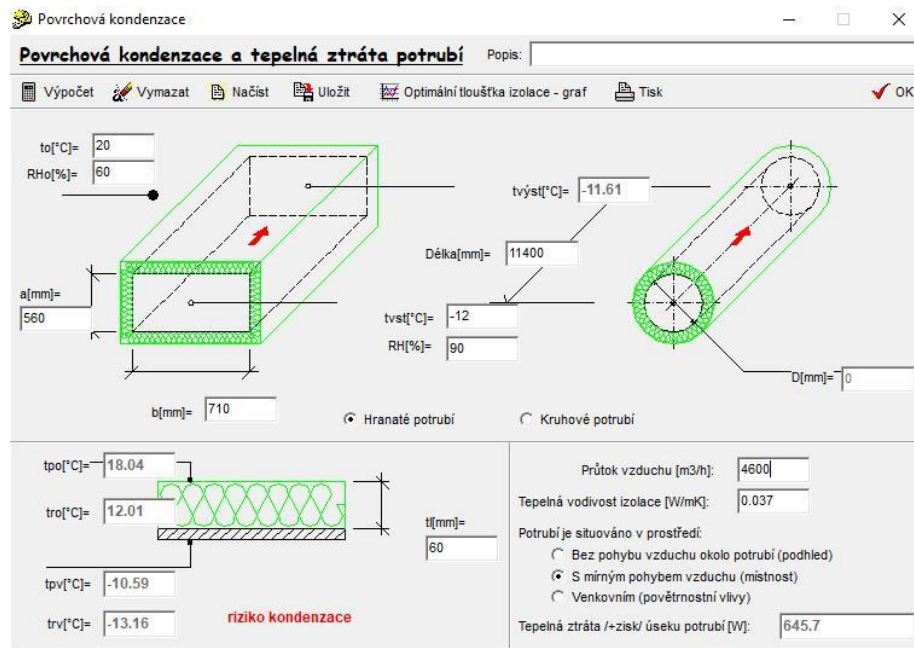 Povrchová kondenzace
Povrchová kondenzace a tepelná ztráta potrubí Popis:
Výpočet Vymazat Načíst Uložit Optimální tloušťka izolace - graf Tisk OK
to[°C]= 20
RHo[%]= 60
tvýst[°C]= -11.61
Délka[mm]= 11400
a[mm]=
560
tvst[°C]= -12
RH[%]= 90
D[mm]= 0
b[mm]= 710
Hranaté potrubí Kruhové potrubí
tpo[°C]= 18.04
tro[°C]= 12.01
tl[mm]=
60
tpv[°C]= -10.59
trv[°C]= -13.16
riziko kondenzace
Průtok vzduchu [m3/h]: 4600
Tepelná vodivost izolace [W/mK]: 0.037
Potrubí je situováno v prostředí:
Bez pohybu vzduchu okolo potrubí (podhled)
S mírným pohybem vzduchu (místnost)
Venkovním (povětrnostní vlivy)
Tepelná ztráta /+zisk/ úseku potrubí [W]: 645.7